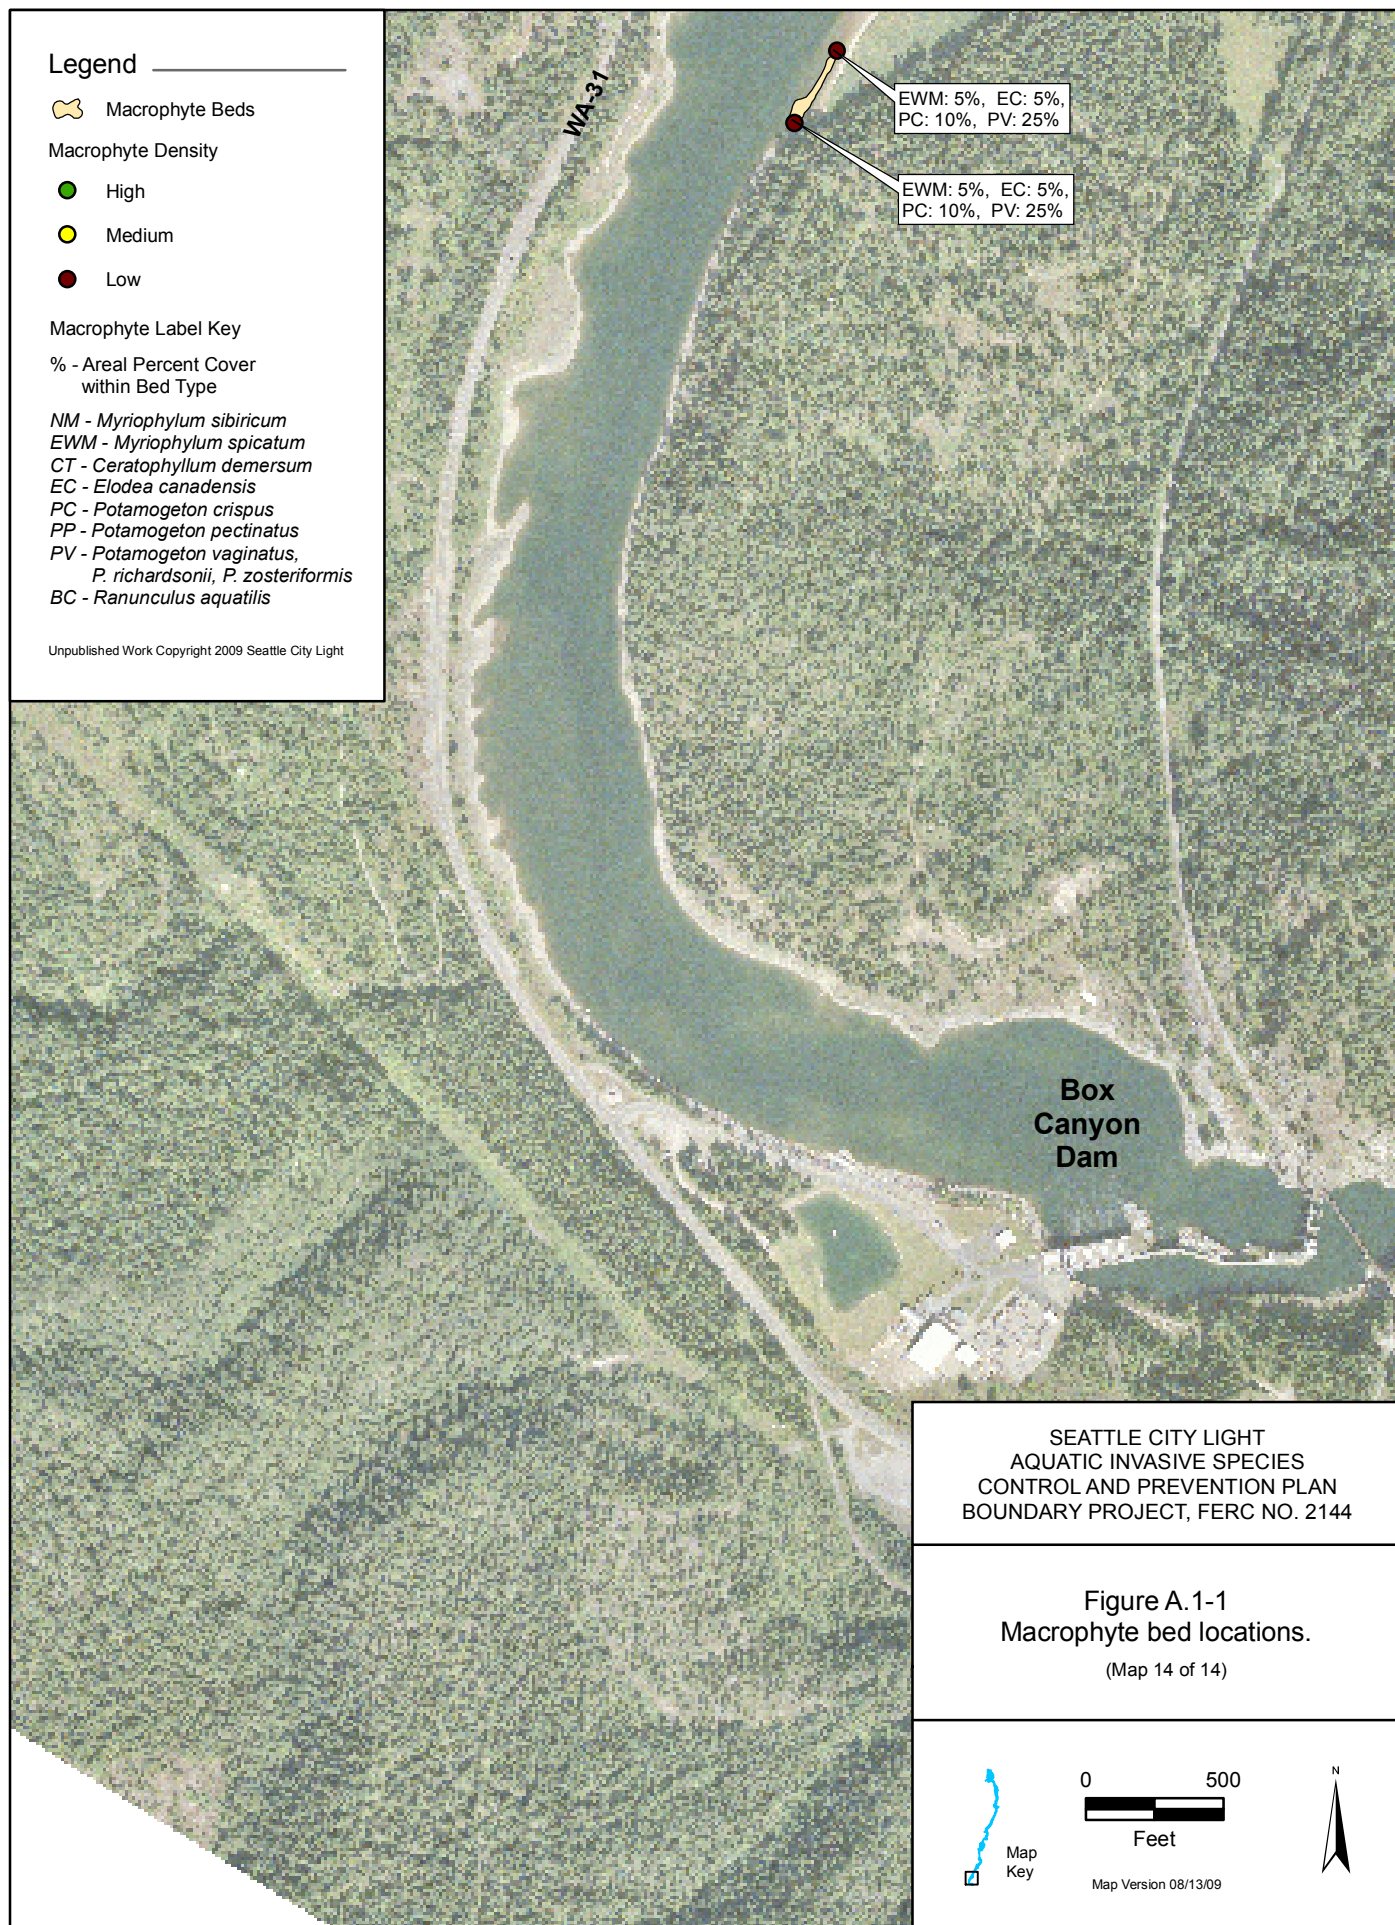 Legend
Macrophyte Beds
Macrophyte Density
High
Medium
Low
Macrophyte Label Key
% - Areal Percent Cover
within Bed Type
NM - Myriophylum sibiricum
EWM - Myriophylum spicatum
CT - Ceratophyllum demersum
EC - Elodea canadensis
PC - Potamogeton crispus
PP - Potamogeton pectinatus
PV - Potamogeton vaginatus,
P. richardsonii, P. zosteriformis
BC - Ranunculus aquatilis
Unpublished Work Copyright 2009 Seattle City Light
WA-31
EWM: 5%, EC: 5%,
PC: 10%, PV: 25%
EWM: 5%, EC: 5%,
PC: 10%, PV: 25%
Box
Canyon
Dam
SEATTLE CITY LIGHT
AQUATIC INVASIVE SPECIES
CONTROL AND PREVENTION PLAN
BOUNDARY PROJECT, FERC NO. 2144
Figure A.1-1
Macrophyte bed locations.
(Map 14 of 14)
Map
Key
0 500
Feet
Map Version 08/13/09
N